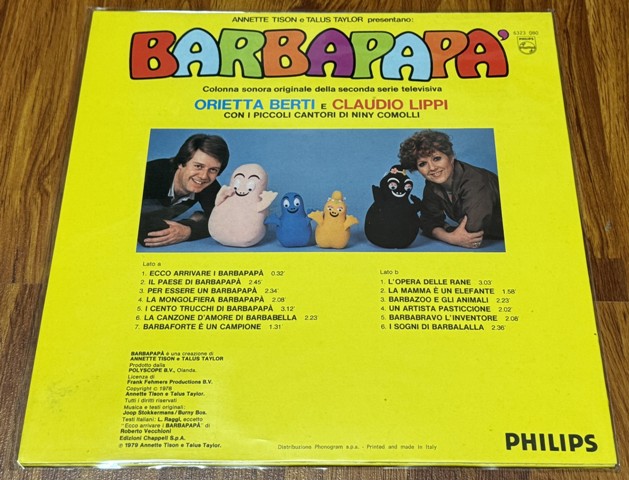 ANNETTE TISON e TALUS TAYLOR presentano:
BARBAPAPA'
6323 090
PHILIPS
Colonna sonora originale della seconda serie televisiva
ORIETTA BERTI E CLAUDIO LIPPI
CON I PICCOLI CANTORI DI NINY COMOLLI
Lato a
1. ECCO ARRIVARE I BARBAPAPÀ 0.32'
2. IL PAESE DI BARBAPAPÀ 2.45'
3. PER ESSERE UN BARBAPAPÀ 2.34'
4. LA MONGOLFIERA BARBAPAPÀ 2.08'
5. I CENTO TRUCCHI DI BARBAPAPÀ 3.12'
6. LA CANZONE D'AMORE DI BARBABELLA 2.23
7. BARBAFORTE È UN CAMPIONE 1.31
Lato b
1. L'OPERA DELLE RANE 3.03'
2. LA MAMMA È UN ELEFANTE 1.58'
3. BARBAZOO E GLI ANIMALI 2.23
4. UN ARTISTA PASTICCIONE 2.02'
5. BARBABRAVO L'INVENTORE 2.08'
6. I SOGNI DI BARBALALLA 2.36'
BARBAPAPÀ è una creazione di
ANNETTE TISON e TALUS TAYLOR
Prodotto dalla
POLYSCOPE B.V., Olanda.
Licenza di
Frank Fehmers Productions B.V.
Copyright © 1979
Annette Tison e Talus Taylor.
Tutti i diritti riservati
Musica e testi originali:
Joop Stokkermans/Burny Bos.
Testi Italiani: L. Raggi, eccetto
"Ecco arrivare i BARBAPAPÀ" di
Roberto Vecchioni
Edizioni Chappell S.p.A.
℗ 1979 Annette Tison e Talus Taylor.
Distribuzione Phonogram s.p.a. - Printed and made in Italy
PHILIPS